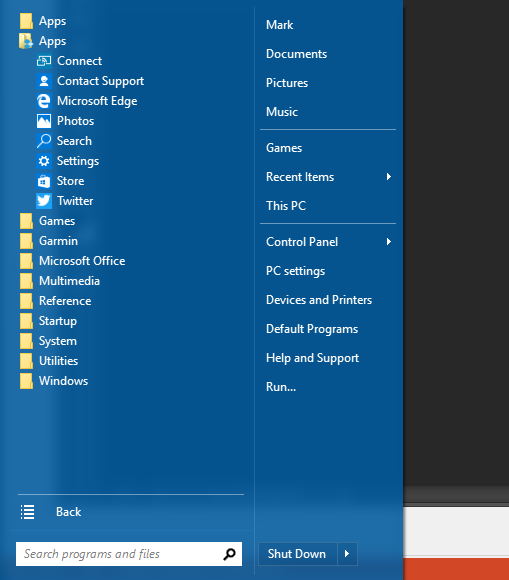 Apps
Apps
Connect
Contact Support
Microsoft Edge
Photos
Search
Settings
Store
Twitter
Games
Garmin
Microsoft Office
Multimedia
Reference
Startup
System
Utilities
Windows
Back
Search programs and files
Mark
Documents
Pictures
Music
Games
Recent Items
This PC
Control Panel
PC settings
Devices and Printers
Default Programs
Help and Support
Run...
Shut Down